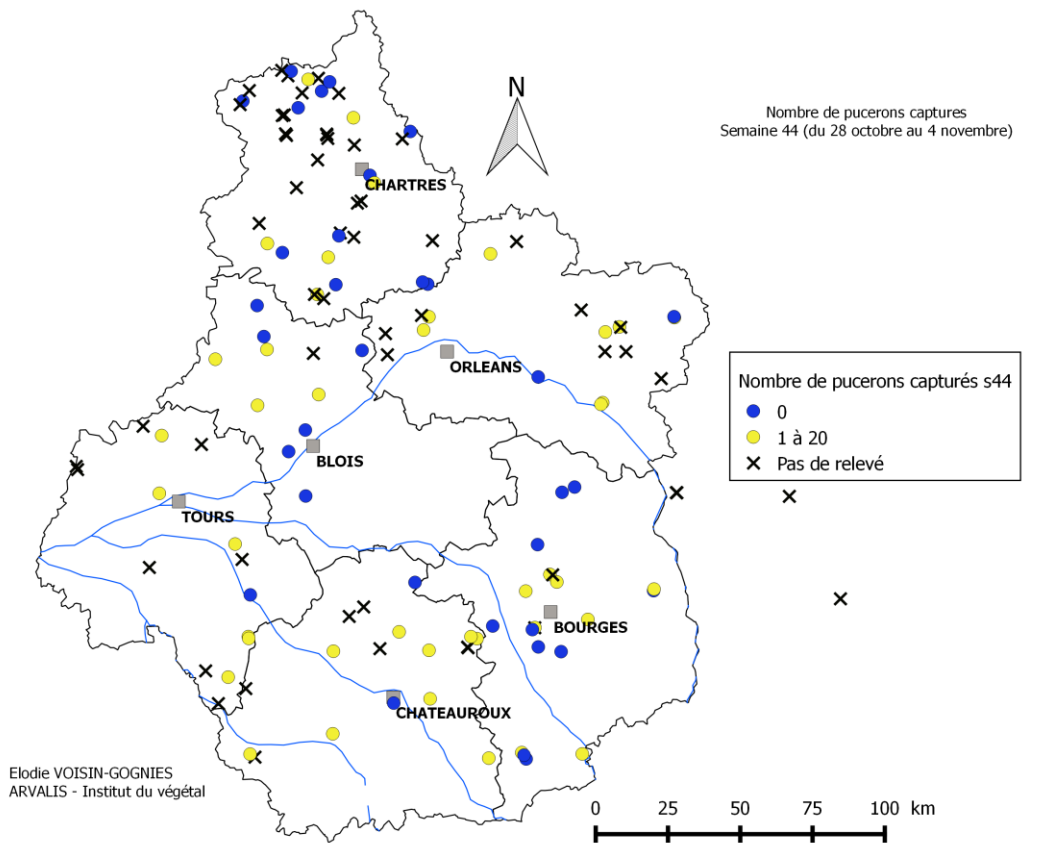 N
Nombre de pucerons captures
Semaine 44 (du 28 octobre au 4 novembre)
CHARTRES
ORLEANS
Nombre de pucerons capturés s44
0
1 à 20
Pas de relevé
BLOIS
TOURS
BOURGES
CHATEAUROUX
Elodie VOISIN-GOGNIES
ARVALIS - Institut du végétal
0 25 50 75 100 km